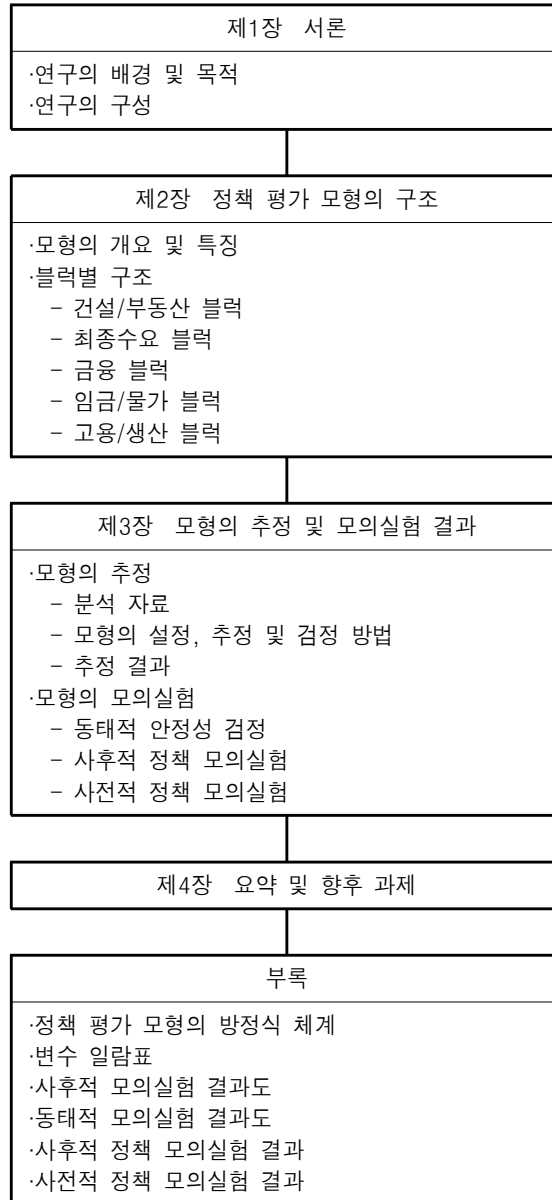 제1장 서론
·연구의 배경 및 목적
·연구의 구성
제2장 정책 평가 모형의 구조
·모형의 개요 및 특징
·블럭별 구조
- 건설/부동산 블럭
- 최종수요 블럭
- 금융 블럭
- 임금/물가 블럭
- 고용/생산 블럭
제3장 모형의 추정 및 모의실험 결과
·모형의 추정
- 분석 자료
- 모형의 설정, 추정 및 검정 방법
- 추정 결과
·모형의 모의실험
- 동태적 안정성 검정
- 사후적 정책 모의실험
- 사전적 정책 모의실험
제4장 요약 및 향후 과제
부록
·정책 평가 모형의 방정식 체계
·변수 일람표
·사후적 모의실험 결과도
·동태적 모의실험 결과도
·사후적 정책 모의실험 결과
·사전적 정책 모의실험 결과